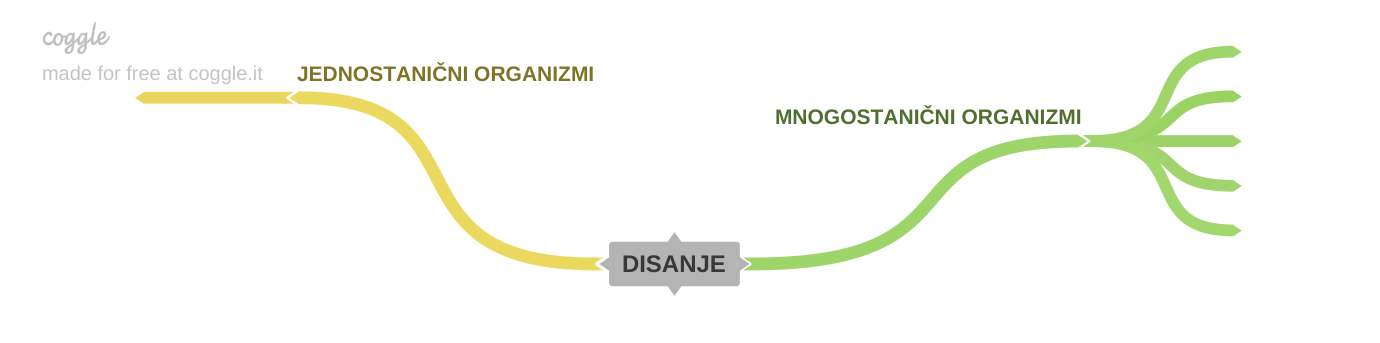 coggle
made for free at coggle.it
JEDNOSTANIČNI ORGANIZMI
MNOGOSTANIČNI ORGANIZMI
DISANJE